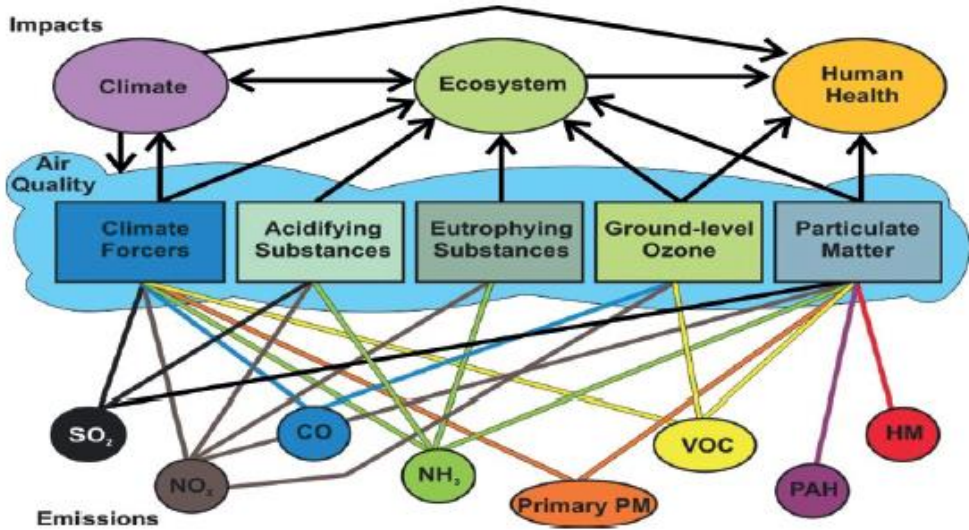 Impacts
Climate
Ecosystem
Human
Health
Air
Quality
Climate
Forcers
Acidifying
Substances
Eutrophying
Substances
Ground-level
Ozone
Particulate
Matter
SO₂
NOₓ
CO
NH₃
Primary PM
VOC
PAH
HM
Emissions